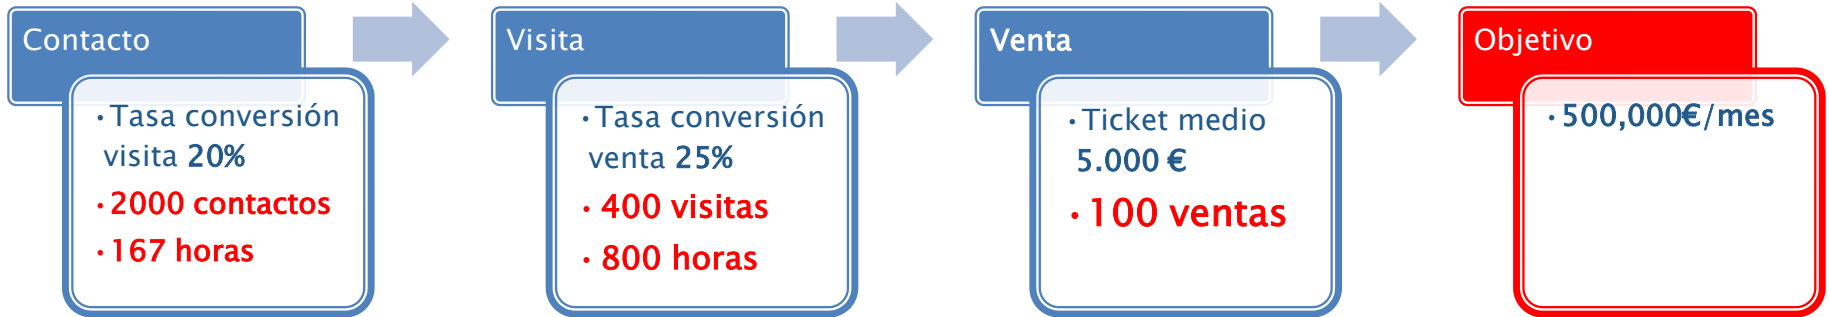 Contacto
• Tasa conversión
visita 20%
• 2000 contactos
• 167 horas
Visita
• Tasa conversión
venta 25%
• 400 visitas
• 800 horas
Venta
• Ticket medio
5.000 €
• 100 ventas
Objetivo
• 500,000€/mes